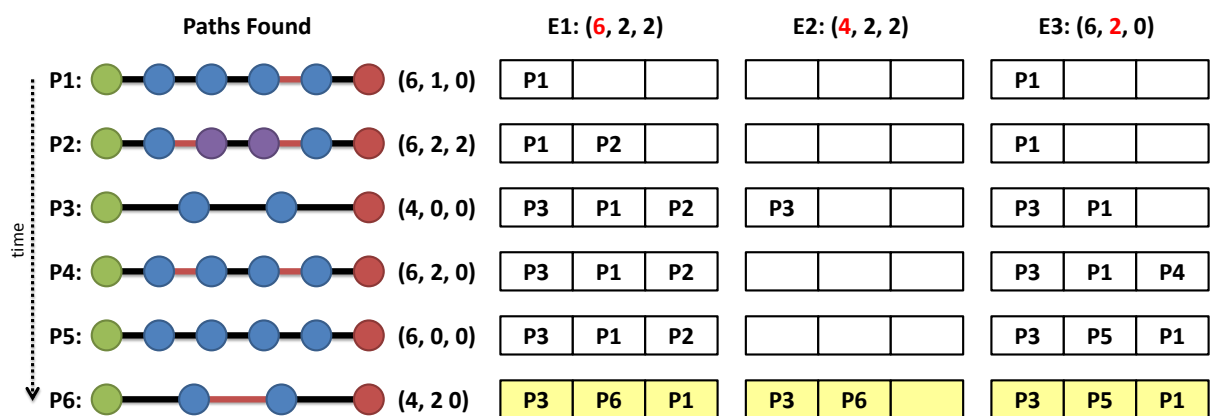 Paths Found E1: (6, 2, 2) E2: (4, 2, 2) E3: (6, 2, 0)
P1: (6, 1, 0) P1 P1
P2: (6, 2, 2) P1 P2 P1
P3: (4, 0, 0) P3 P1 P2 P3 P3 P1
time
P4: (6, 2, 0) P3 P1 P2 P3 P1 P4
P5: (6, 0, 0) P3 P1 P2 P3 P5 P1
P6: (4, 2 0) P3 P6 P1 P3 P6 P3 P5 P1